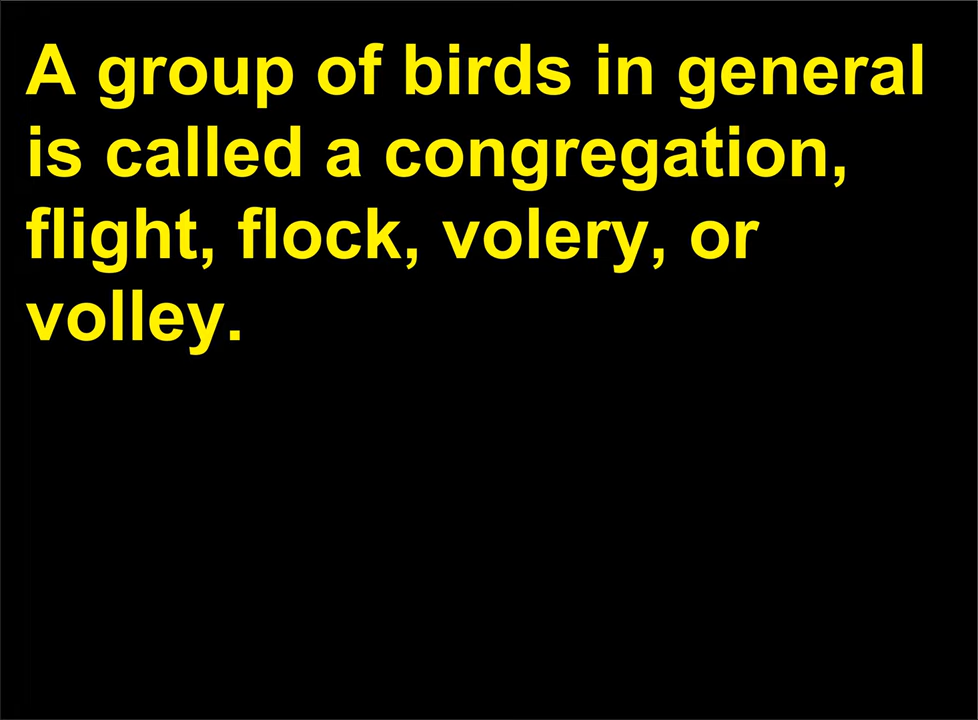 A group of birds in general
is called a congregation,
flight, flock, volery, or
volley.